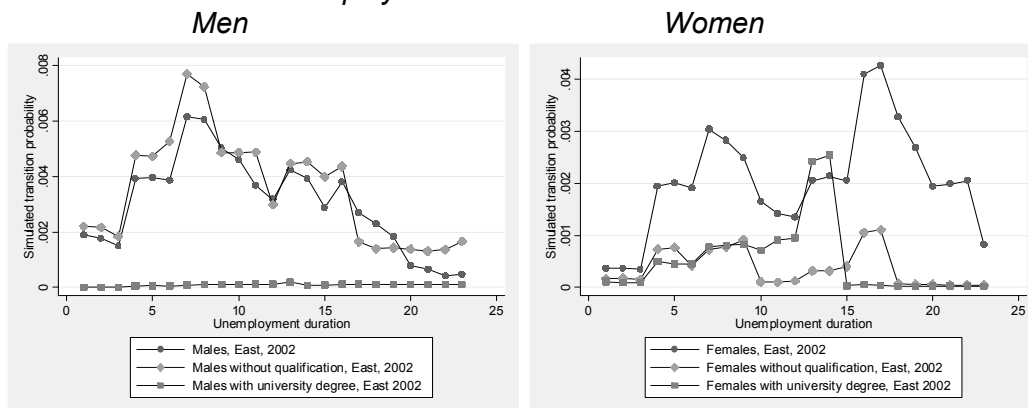 Men Women
Simulated transition probability
0 .002 .004 .006 .008
0 5 10 15 20 25
Unemployment duration
Males, East, 2002
Males without qualification, East, 2002
Males with university degree, East 2002
Simulated transition probability
0 .001 .002 .003 .004
0 5 10 15 20 25
Unemployment duration
Females, East, 2002
Females without qualification, East, 2002
Females with university degree, East 2002